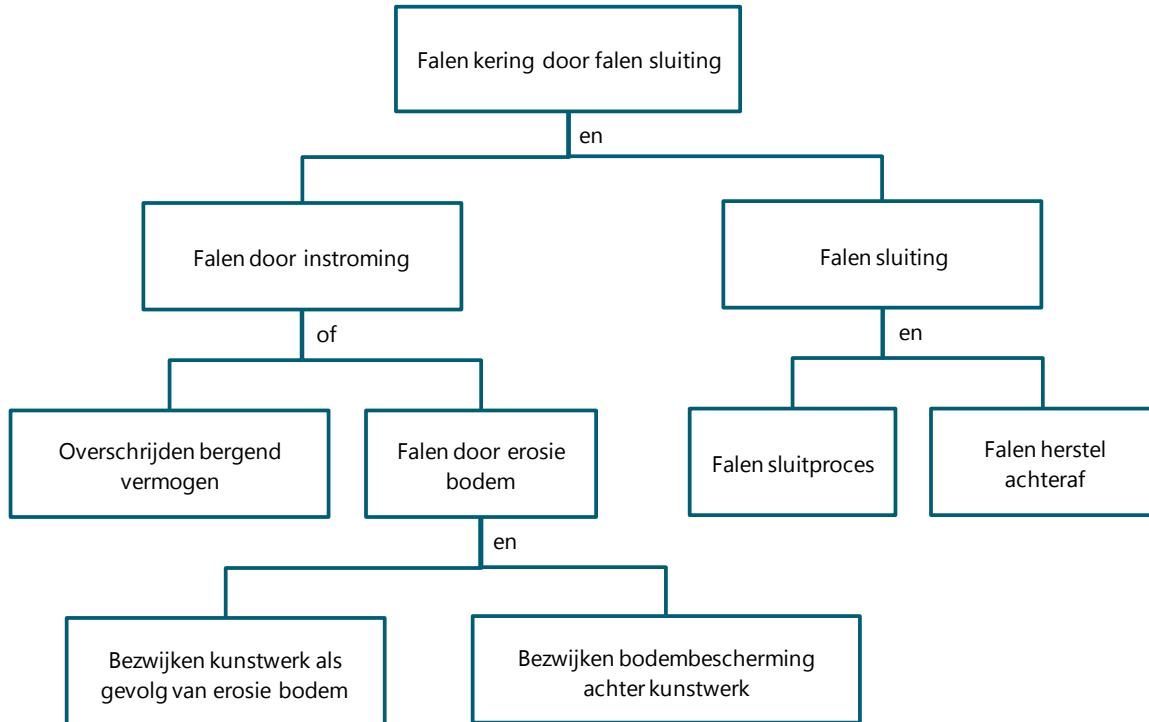 Falen kering door falen sluiting
en
Falen door instroming
Falen sluiting
of
en
Overschrijden bergend
vermogen
Falen door erosie
bodem
Falen sluitproces
Falen herstel
achteraf
en
Bezwijken kunstwerk als
gevolg van erosie bodem
Bezwijken bodembescherming
achter kunstwerk